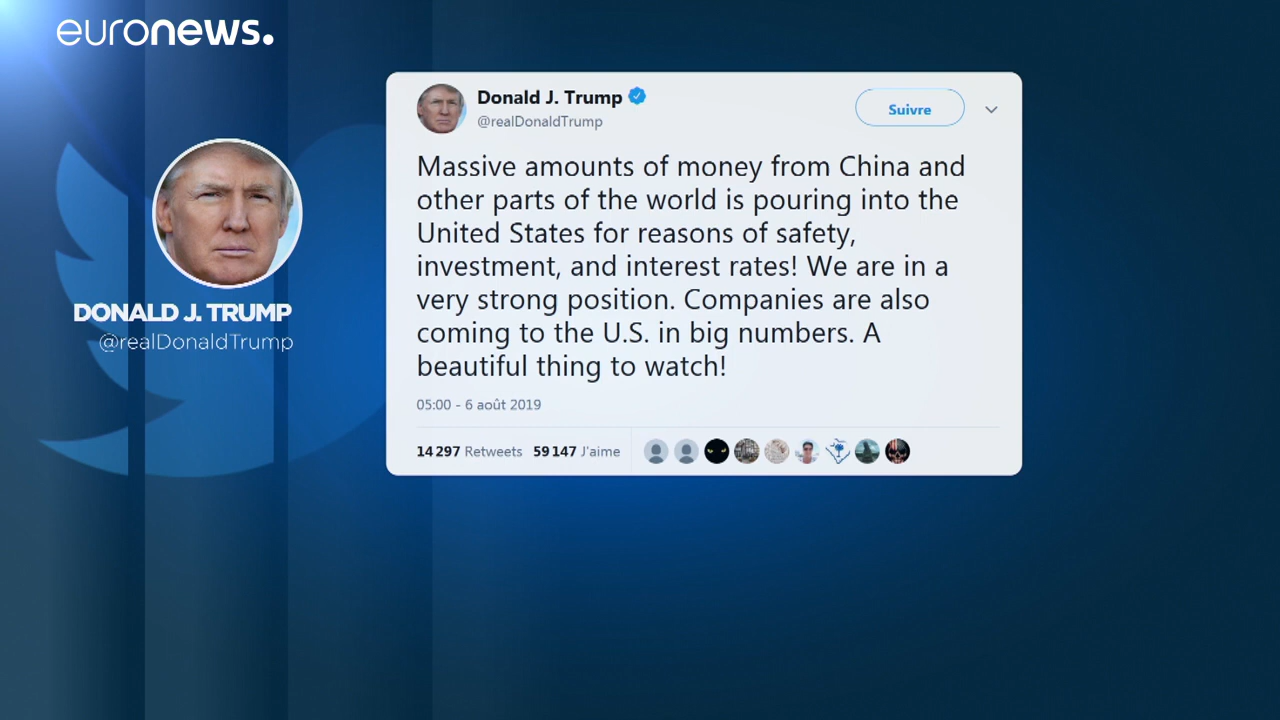 euronews.
DONALD J. TRUMP
@realDonaldTrump
Donald J. Trump
@realDonaldTrump
Suivre
Massive amounts of money from China and
other parts of the world is pouring into the
United States for reasons of safety,
investment, and interest rates! We are in a
very strong position. Companies are also
coming to the U.S. in big numbers. A
beautiful thing to watch!
05:00 - 6 août 2019
14 297 Retweets 59 147 J'aime